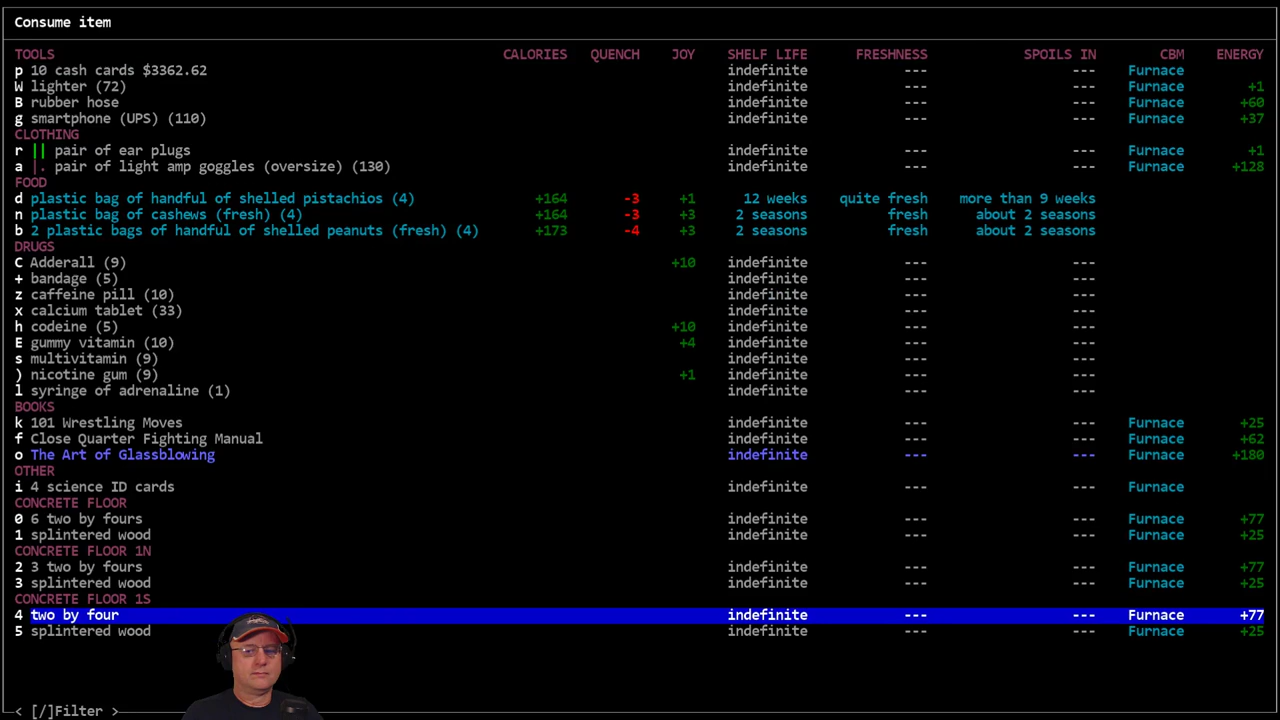 Consume item
TOOLS CALORIES QUENCH JOY SHELF LIFE FRESHNESS SPOILS IN CBM ENERGY
p 10 cash cards $3362.62 indefinite --- --- Furnace
W lighter (72) indefinite --- --- Furnace +1
B rubber hose indefinite --- --- Furnace +60
g smartphone (UPS) (110) indefinite --- --- Furnace +37
CLOTHING
r || pair of ear plugs indefinite --- --- Furnace +1
a |. pair of light amp goggles (oversize) (130) indefinite --- --- Furnace +128
FOOD
d plastic bag of handful of shelled pistachios (4) +164 -3 +1 12 weeks quite fresh more than 9 weeks
n plastic bag of cashews (fresh) (4) +164 -3 +3 2 seasons fresh about 2 seasons
b 2 plastic bags of handful of shelled peanuts (fresh) (4) +173 -4 +3 2 seasons fresh about 2 seasons
DRUGS
C Adderall (9) +10 indefinite --- ---
+ bandage (5) indefinite --- ---
z caffeine pill (10) indefinite --- ---
x calcium tablet (33) indefinite --- ---
h codeine (5) +10 indefinite --- ---
E gummy vitamin (10) +4 indefinite --- ---
s multivitamin (9) indefinite --- ---
) nicotine gum (9) +1 indefinite --- ---
l syringe of adrenaline (1) indefinite --- ---
BOOKS
k 101 Wrestling Moves indefinite --- --- Furnace +25
f Close Quarter Fighting Manual indefinite --- --- Furnace +62
o The Art of Glassblowing indefinite --- --- Furnace +180
OTHER
i 4 science ID cards indefinite --- --- Furnace
CONCRETE FLOOR
0 6 two by fours indefinite --- --- Furnace +77
1 splintered wood indefinite --- --- Furnace +25
CONCRETE FLOOR 1N
2 3 two by fours indefinite --- --- Furnace +77
3 splintered wood indefinite --- --- Furnace +25
CONCRETE FLOOR 1S
4 two by four indefinite --- --- Furnace +77
5 splintered wood indefinite --- --- Furnace +25
< [/]Filter >